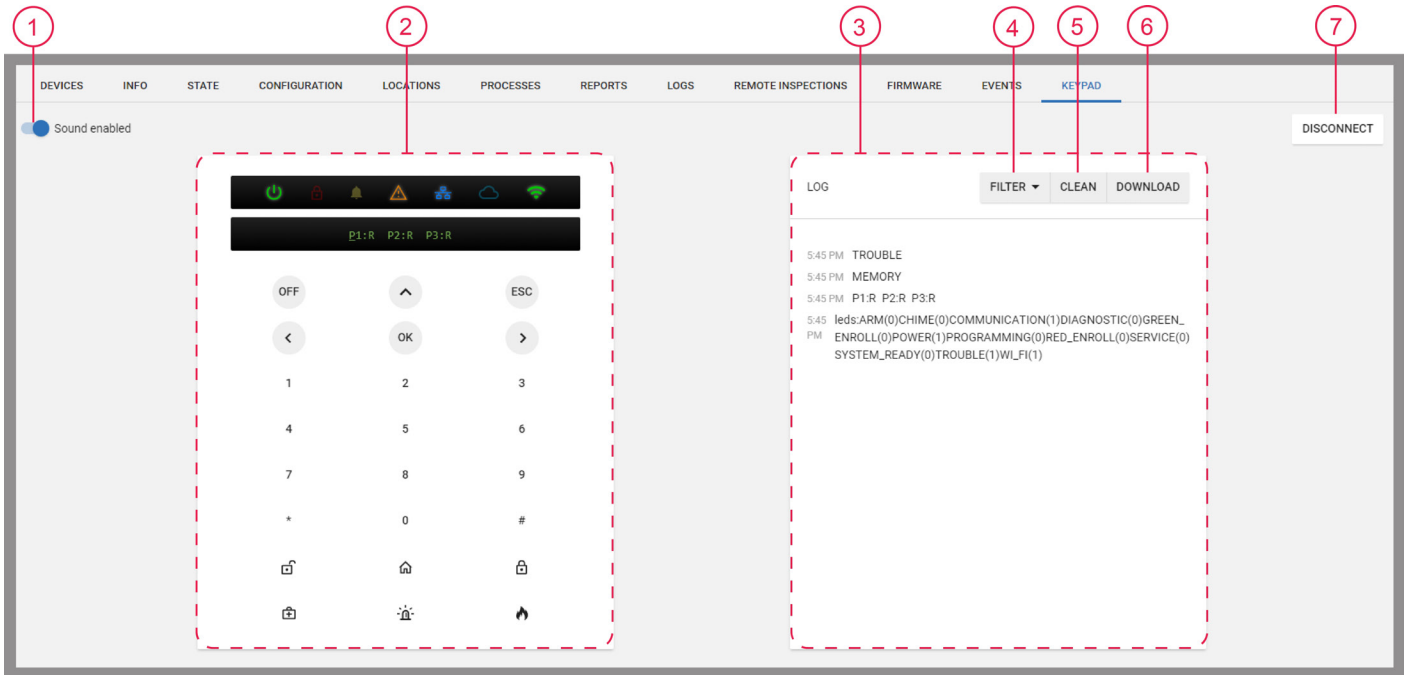 1 2 3 4 5 6 7
DEVICES INFO STATE CONFIGURATION LOCATIONS PROCESSES REPORTS LOGS REMOTE INSPECTIONS FIRMWARE EVENTS KEYPAD
Sound enabled
DISCONNECT
P1:R P2:R P3:R
OFF ESC
OK
1 2 3
4 5 6
7 8 9
* 0 #
LOG FILTER CLEAN DOWNLOAD
5:45 PM TROUBLE
5:45 PM MEMORY
5:45 PM P1:R P2:R P3:R
5:45 leds:ARM(0)CHIME(0)COMMUNICATION(1)DIAGNOSTIC(0)GREEN_
PM ENROLL(0)POWER(1)PROGRAMMING(0)RED_ENROLL(0)SERVICE(0)
SYSTEM_READY(0)TROUBLE(1)WI_FI(1)